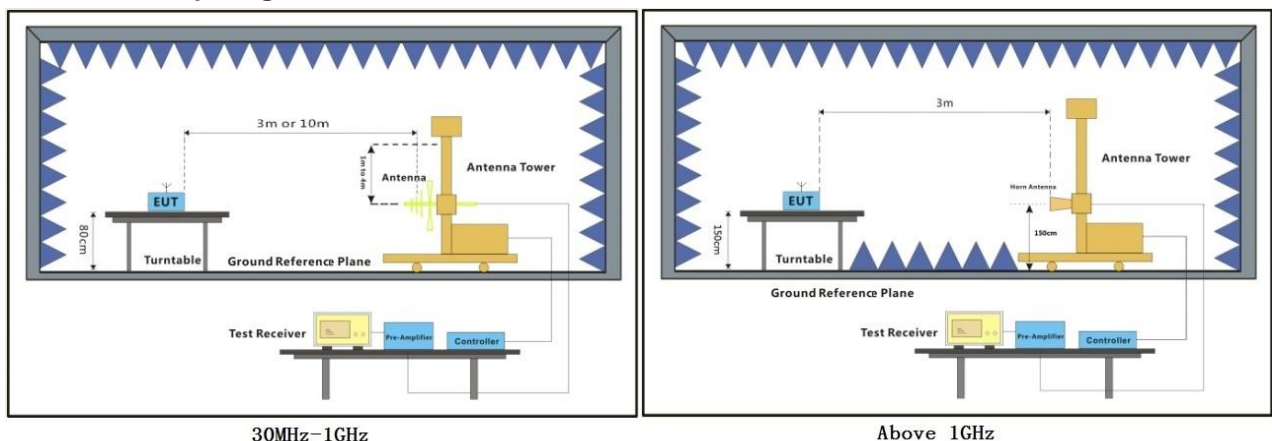 3m or 10m
1m to 4m
Antenna
Antenna Tower
EUT
80cm
Turntable
Ground Reference Plane
Test Receiver
Pre-Amplifier
Controller
30MHz-1GHz
3m
Antenna Tower
Horn Antenna
EUT
150cm
150cm
Turntable
Ground Reference Plane
Test Receiver
Pre-Amplifier
Controller
Above 1GHz